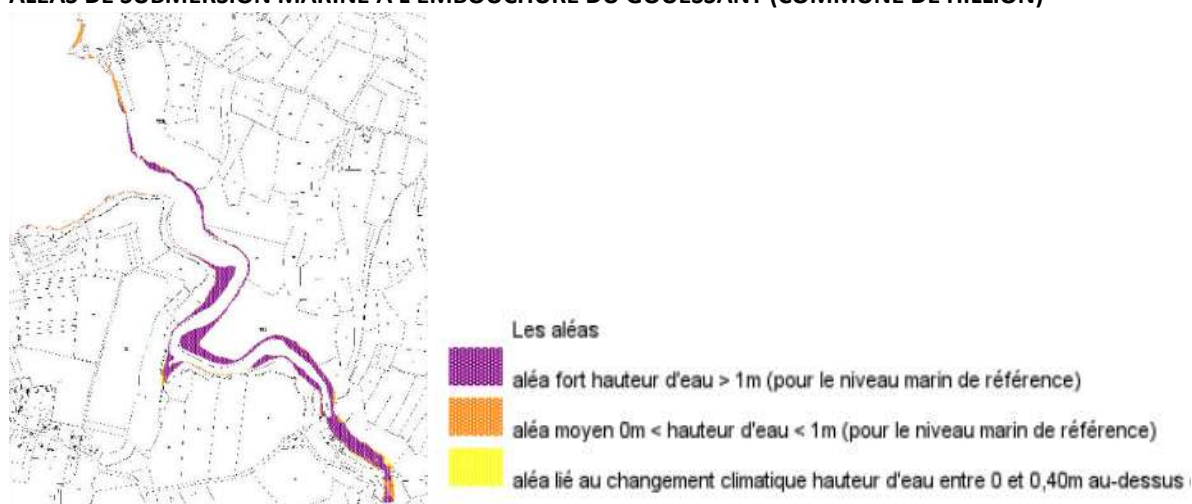 ALEAS DE SUBMERSION MARINE A L'EMBOUCHURE DU GOUESSANT (COMMUNE DE HILLION)
Les aléas
aléa fort hauteur d'eau > 1m (pour le niveau marin de référence)
aléa moyen 0m < hauteur d'eau < 1m (pour le niveau marin de référence)
aléa lié au changement climatique hauteur d'eau entre 0 et 0,40m au-dessus